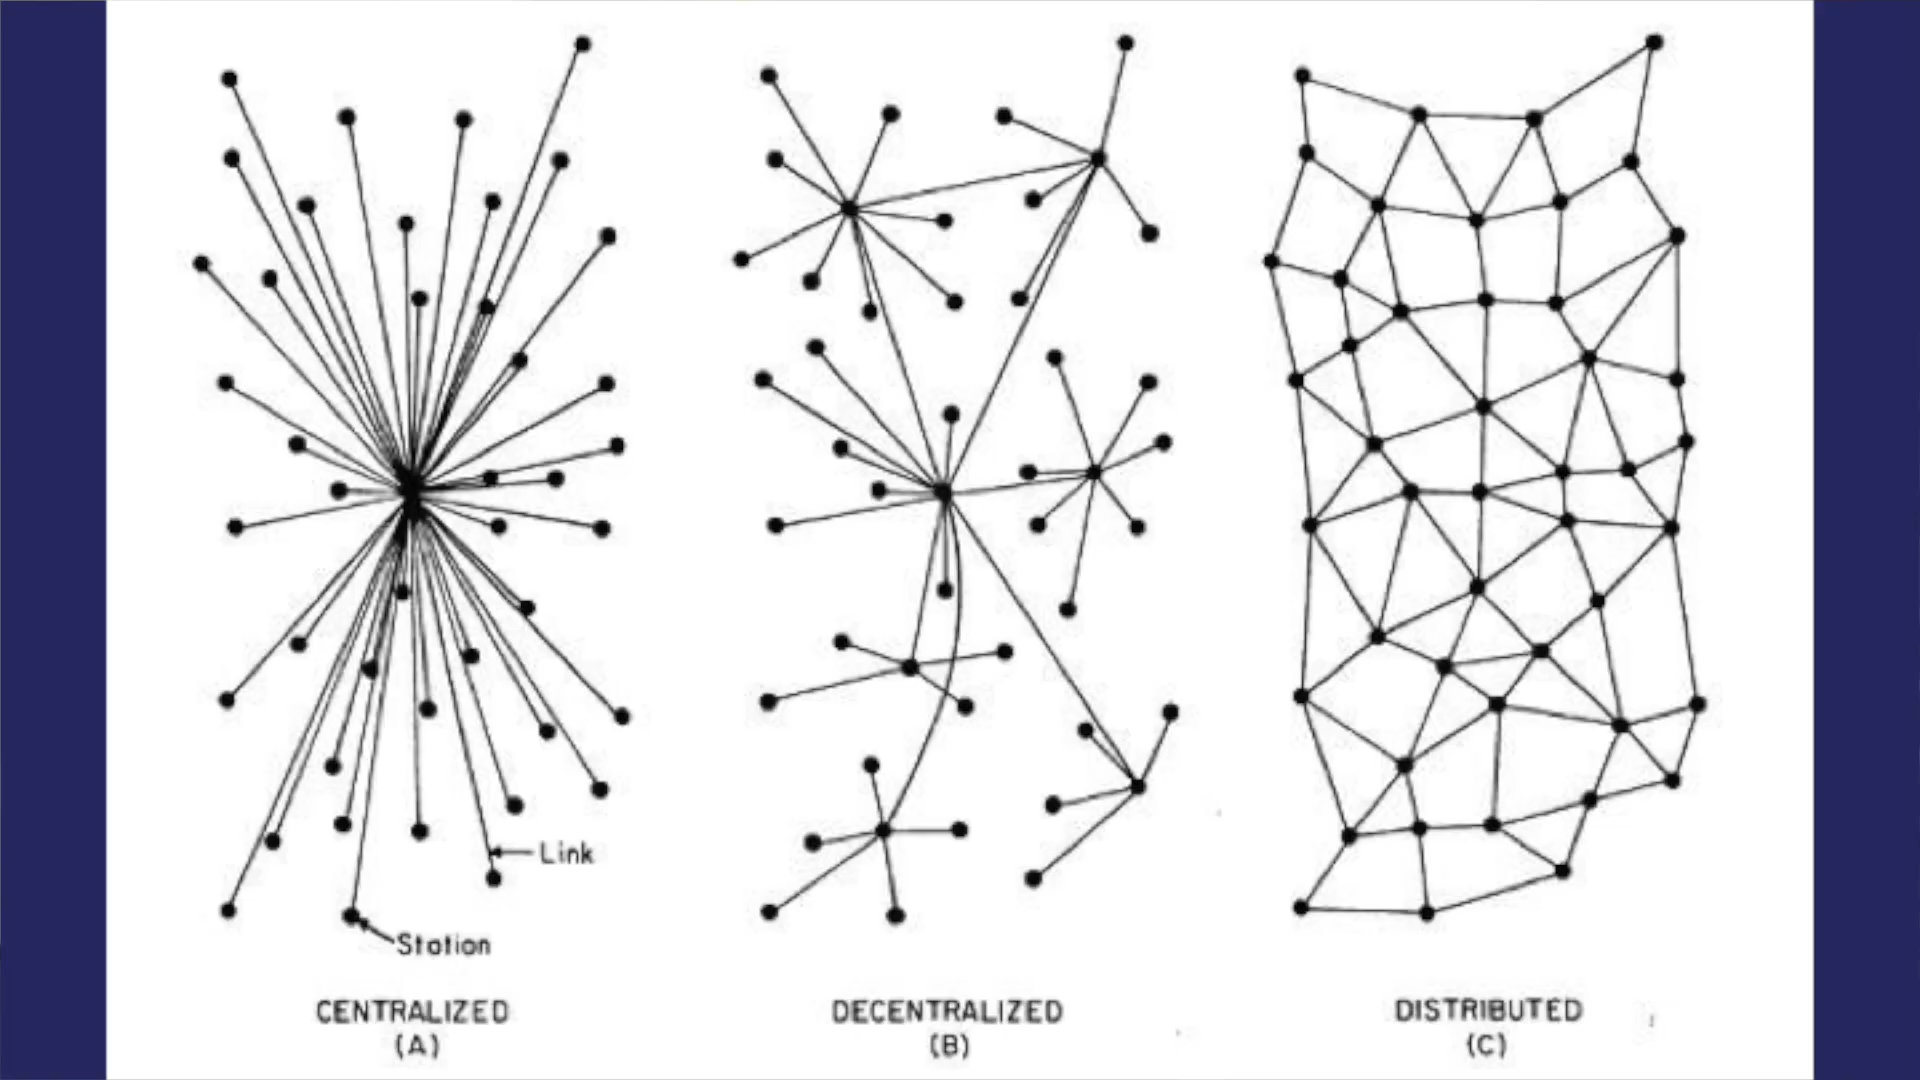 Link
Station
CENTRALIZED
(A)
DECENTRALIZED
(B)
DISTRIBUTED
(C)